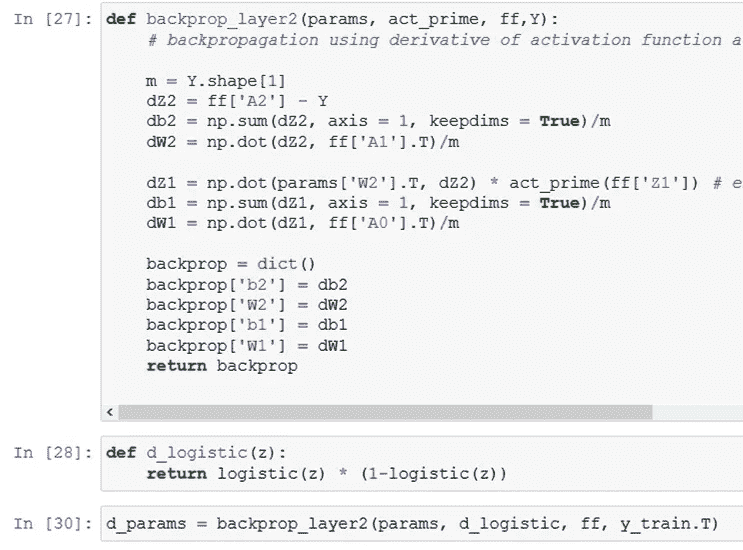 In [27]: def backprop_layer2(params, act_prime, ff,Y):
# backpropagation using derivative of activation function a
m = Y.shape[1]
dZ2 = ff['A2'] - Y
db2 = np.sum(dZ2, axis = 1, keepdims = True)/m
dW2 = np.dot(dZ2, ff['A1'].T)/m
dZ1 = np.dot(params['W2'].T, dZ2) * act_prime(ff['Z1']) # e
db1 = np.sum(dZ1, axis = 1, keepdims = True)/m
dW1 = np.dot(dZ1, ff['A0'].T)/m
backprop = dict()
backprop['b2'] = db2
backprop['W2'] = dW2
backprop['b1'] = db1
backprop['W1'] = dW1
return backprop
In [28]: def d_logistic(z):
return logistic(z) * (1-logistic(z))
In [30]: d_params = backprop_layer2(params, d_logistic, ff, y_train.T)